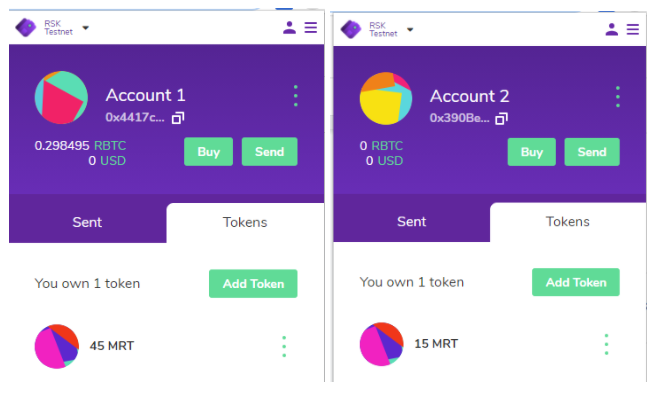 RSK
Testnet
Account 1
0x4417c...
0.298495 RBTC
0 USD
Buy
Send
Sent
Tokens
You own 1 token
Add Token
45 MRT
RSK
Testnet
Account 2
0x390Be...
0 RBTC
0 USD
Buy
Send
Sent
Tokens
You own 1 token
Add Token
15 MRT